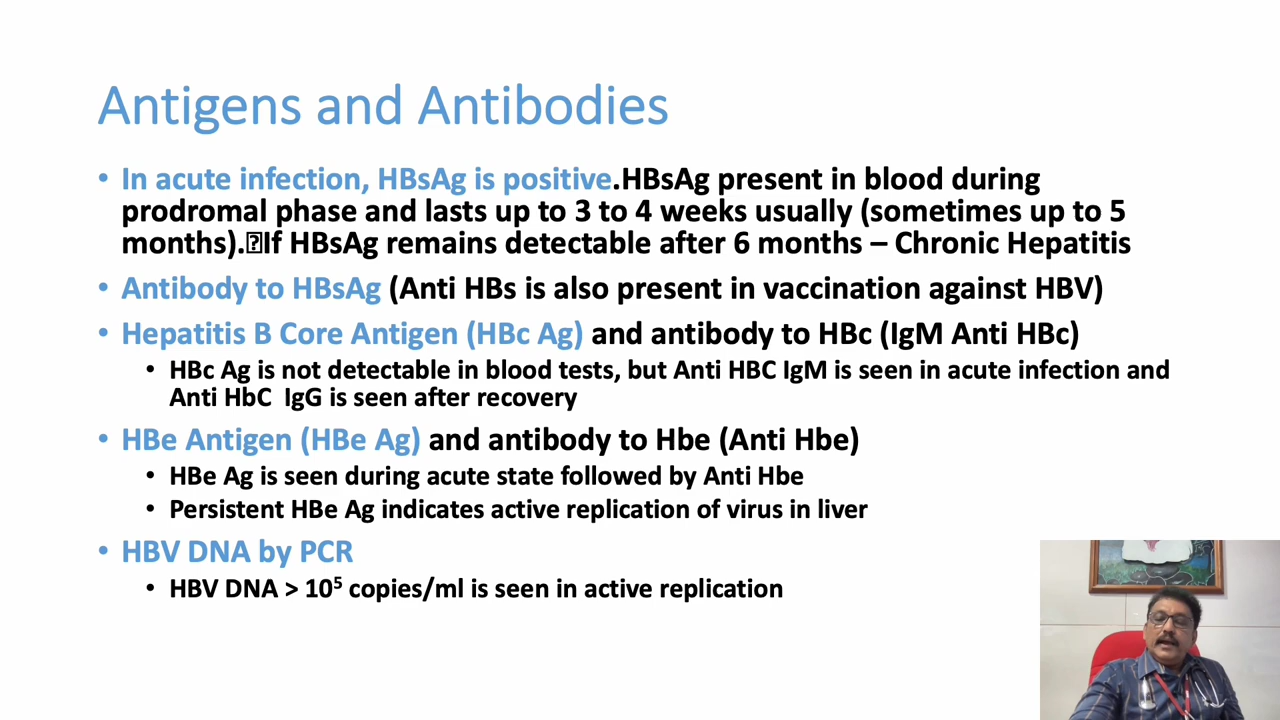 Antigens and Antibodies
• In acute infection, HBsAg is positive.HBsAg present in blood during
prodromal phase and lasts up to 3 to 4 weeks usually (sometimes up to 5
months).⍰If HBsAg remains detectable after 6 months – Chronic Hepatitis
• Antibody to HBsAg (Anti HBs is also present in vaccination against HBV)
• Hepatitis B Core Antigen (HBc Ag) and antibody to HBc (IgM Anti HBc)
• HBc Ag is not detectable in blood tests, but Anti HBC IgM is seen in acute infection and
Anti HbC  IgG is seen after recovery
• HBe Antigen (HBe Ag) and antibody to Hbe (Anti Hbe)
• HBe Ag is seen during acute state followed by Anti Hbe
• Persistent HBe Ag indicates active replication of virus in liver
• HBV DNA by PCR
• HBV DNA > 10⁵ copies/ml is seen in active replication